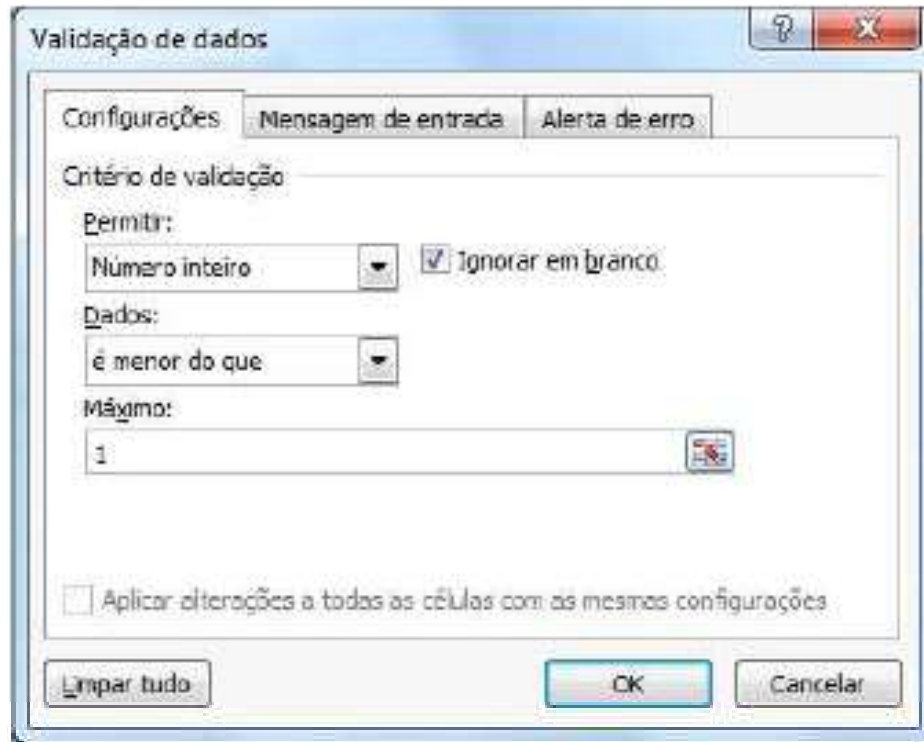 Validação de dados
Configurações
Mensagem de entrada
Alerta de erro
Critério de validação
Permitir:
Número inteiro
Ignorar em branco
Dados:
é menor do que
Máximo:
1
Aplicar alterações a todas as células com as mesmas configurações
Limpar tudo
OK
Cancelar